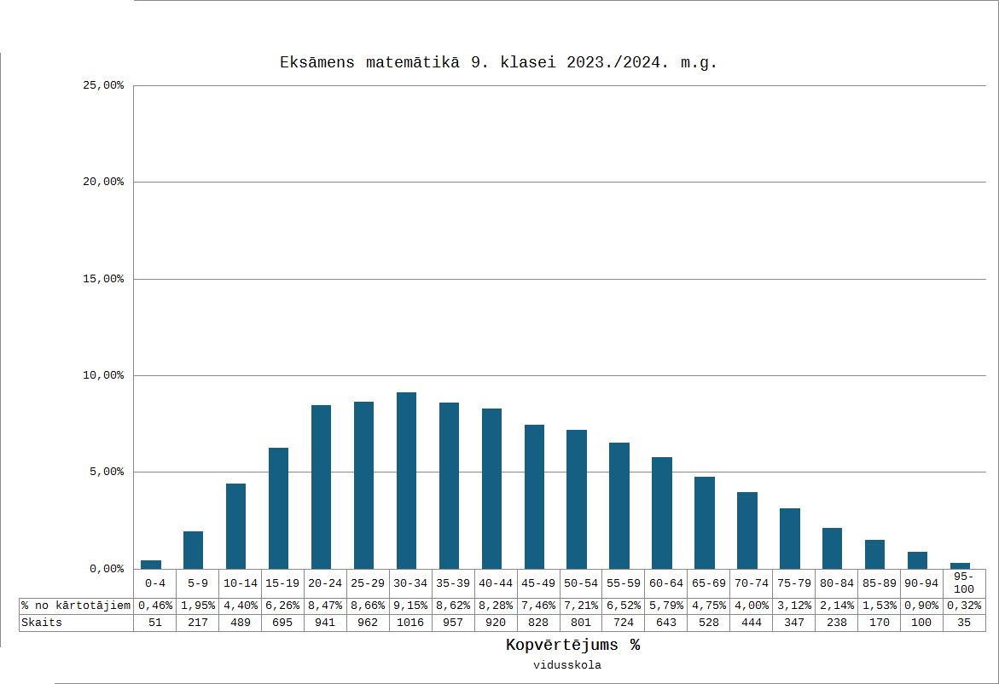 Eksāmens matemātikā 9. klasei 2023./2024. m.g.
25,00%
20,00%
15,00%
10,00%
5,00%
0,00%
0-4 5-9 10-14 15-19 20-24 25-29 30-34 35-39 40-44 45-49 50-54 55-59 60-64 65-69 70-74 75-79 80-84 85-89 90-94 95-
100
% no kārtotājiem 0,46% 1,95% 4,40% 6,26% 8,47% 8,66% 9,15% 8,62% 8,28% 7,46% 7,21% 6,52% 5,79% 4,75% 4,00% 3,12% 2,14% 1,53% 0,90% 0,32%
Skaits 51 217 489 695 941 962 1016 957 920 828 801 724 643 528 444 347 238 170 100 35
Kopvērtējums %
vidusskola